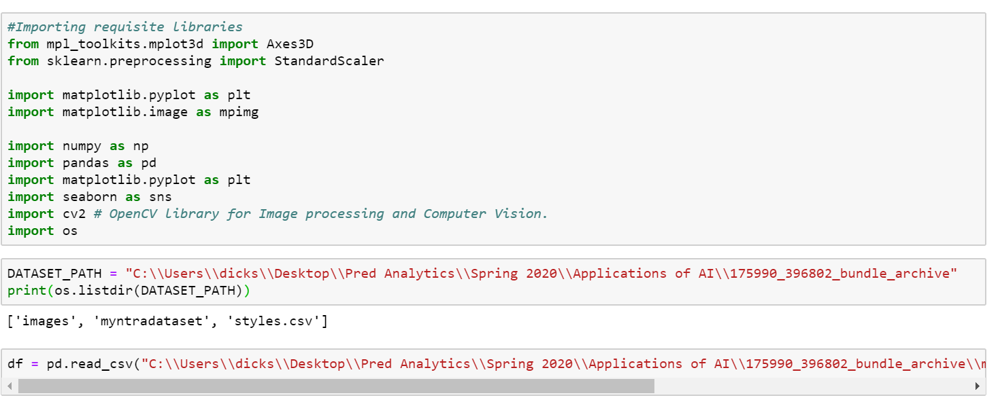 #Importing requisite libraries
from mpl_toolkits.mplot3d import Axes3D
from sklearn.preprocessing import StandardScaler
import matplotlib.pyplot as plt
import matplotlib.image as mpimg
import numpy as np
import pandas as pd
import matplotlib.pyplot as plt
import seaborn as sns
import cv2 # OpenCV library for Image processing and Computer Vision.
import os
DATASET_PATH = "C:\\Users\\dicks\\Desktop\\Pred Analytics\\Spring 2020\\Applications of AI\\175990_396802_bundle_archive"
print(os.listdir(DATASET_PATH))
['images', 'myntradataset', 'styles.csv']
df = pd.read_csv("C:\\Users\\dicks\\Desktop\\Pred Analytics\\Spring 2020\\Applications of AI\\175990_396802_bundle_archive\\